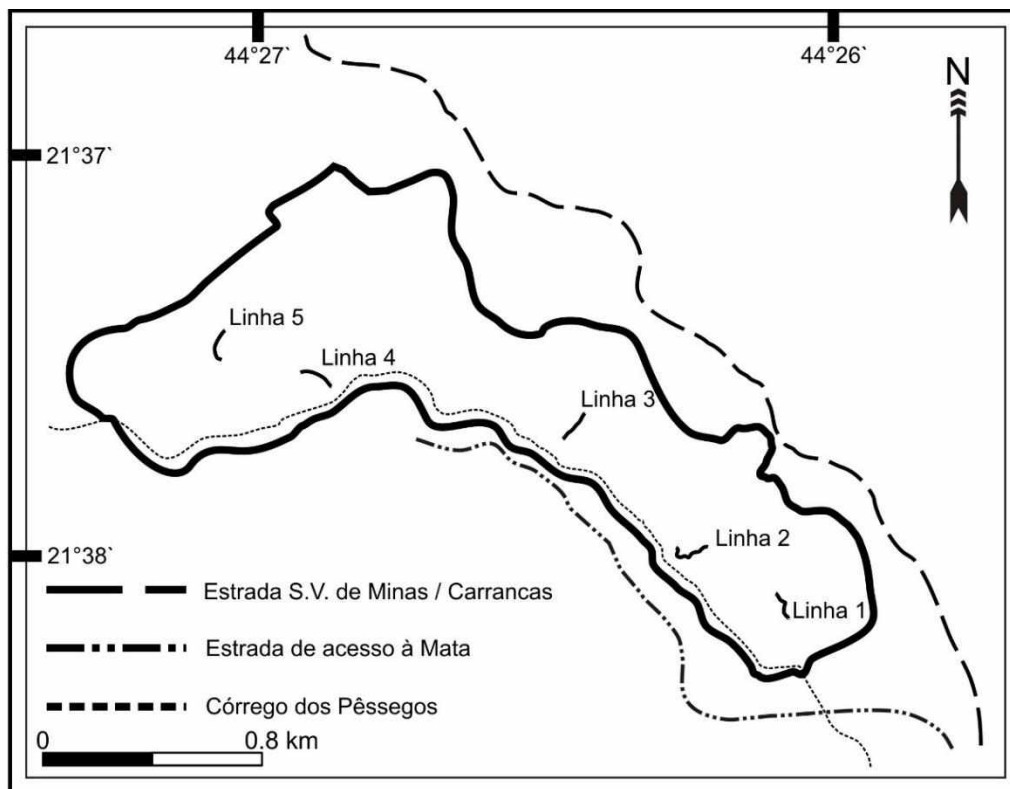 44°27`
44°26`
N
21°37`
Linha 5
Linha 4
Linha 3
Linha 2
21°38`
Linha 1
Estrada S.V. de Minas / Carrancas
Estrada de acesso à Mata
Córrego dos Pêssegos
0 0.8 km